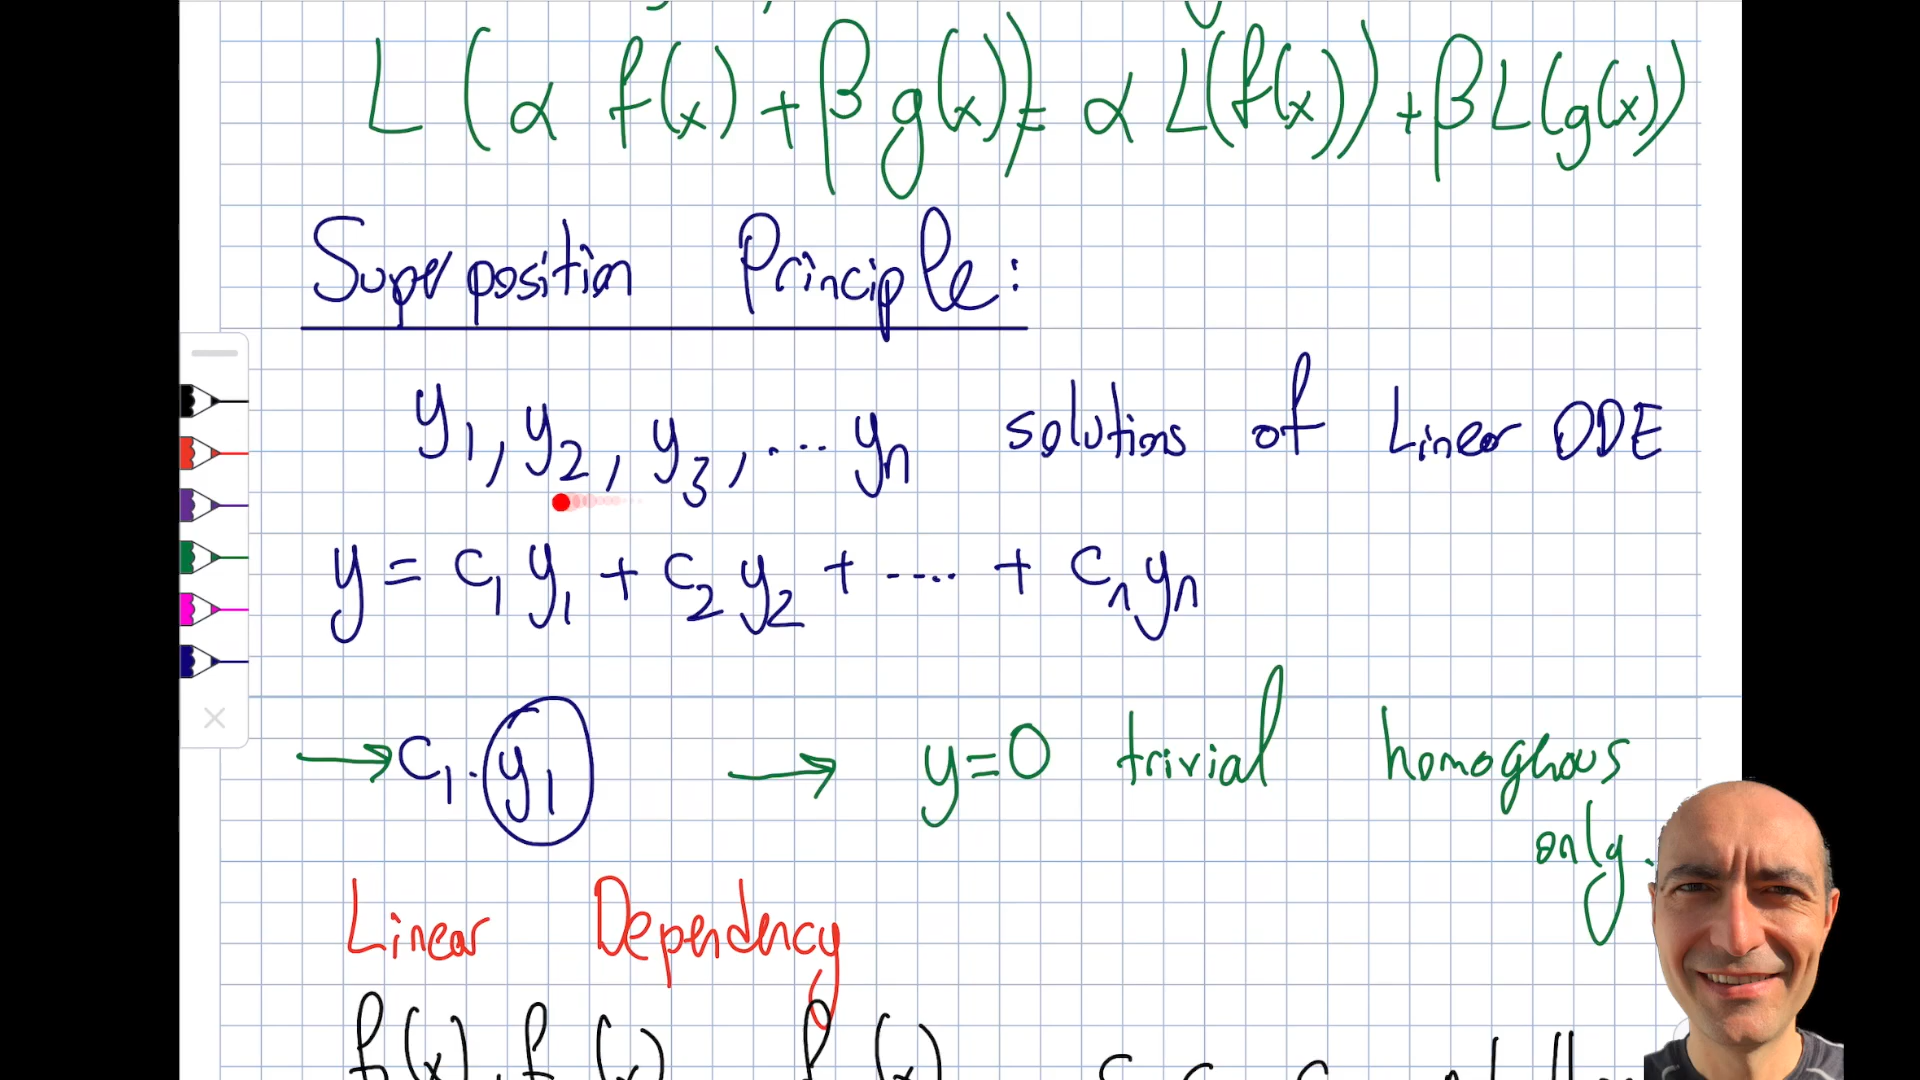 L (α f(x) + β g(x)) = α L(f(x)) + β L(g(x))
Superposition Principle:
y1, y2, y3, .... yn solutions of Linear ODE
y = c1 y1 + c2 y2 + .... + cn yn
→ c1 . y1 → y=0 trivial homoghous
only.
Linear Dependency
f(x), f(x) f(x)